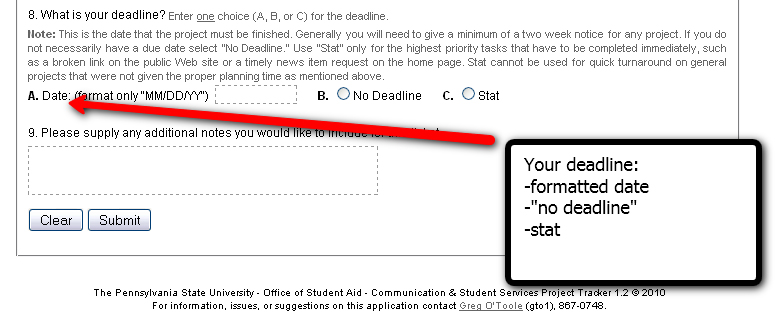 8. What is your deadline? Enter one choice (A, B, or C) for the deadline.
Note: This is the date that the project must be finished. Generally you will need to give a minimum of a two week notice for any project. If you do
not necessarily have a due date select "No Deadline." Use "Stat" only for the highest priority tasks that have to be completed immediately, such
as a broken link on the public Web site or a timely news item request on the home page. Stat cannot be used for quick turnaround on general
projects that were not given the proper planning time as mentioned above.
A. Date: (format only "MM/DD/YY") B. No Deadline C. Stat
9. Please supply any additional notes you would like to include
Your deadline:
-formatted date
-"no deadline"
-stat
Clear Submit
The Pennsylvania State University - Office of Student Aid - Communication & Student Services Project Tracker 1.2 © 2010
For information, issues, or suggestions on this application contact Greg O'Toole (gto1), 867-0748.